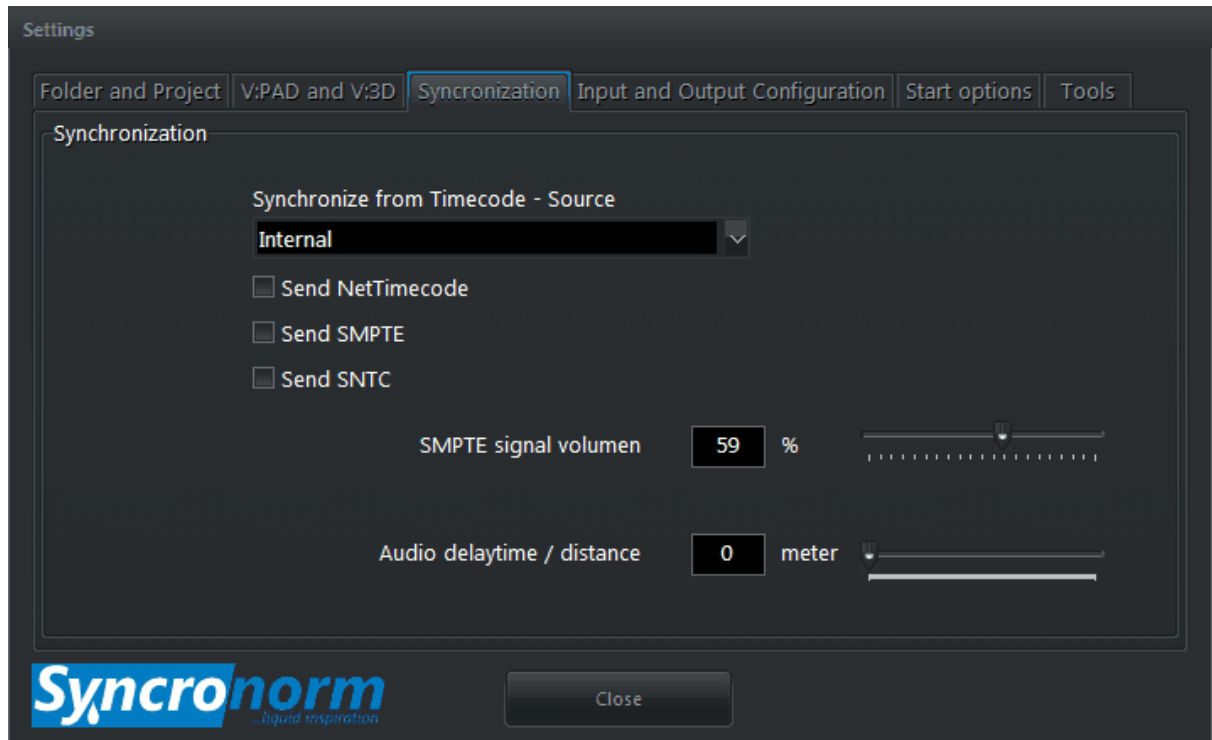 Settings
Folder and Project V:PAD and V:3D Syncronization Input and Output Configuration Start options Tools
Synchronization
Synchronize from Timecode - Source
Internal
Send NetTimecode
Send SMPTE
Send SNTC
SMPTE signal volumen 59 %
Audio delaytime / distance 0 meter
Syncronorm
...liquid inspiration
Close